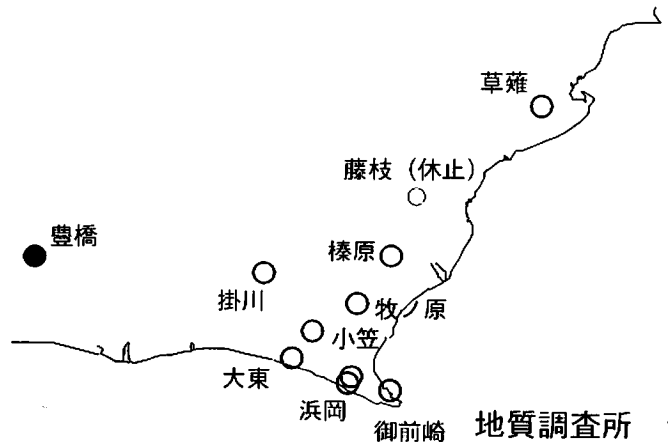 草薙
藤枝（休止）
豊橋
榛原
掛川
牧ノ原
小笠
大東
浜岡
御前崎
地質調査所